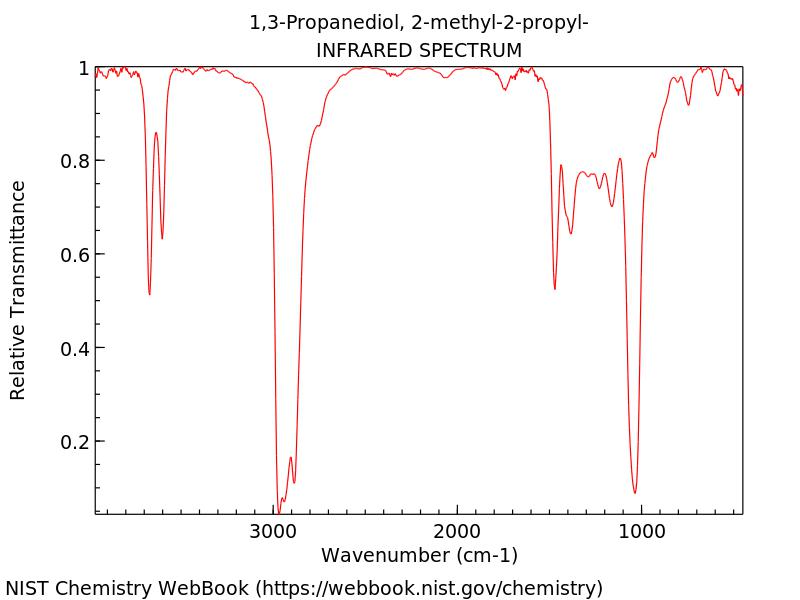 1,3-Propanediol, 2-methyl-2-propyl-
INFRARED SPECTRUM
1
0.8
0.6
0.4
0.2
Relative Transmittance
3000 2000 1000
Wavenumber (cm-1)
NIST Chemistry WebBook (https://webbook.nist.gov/chemistry)